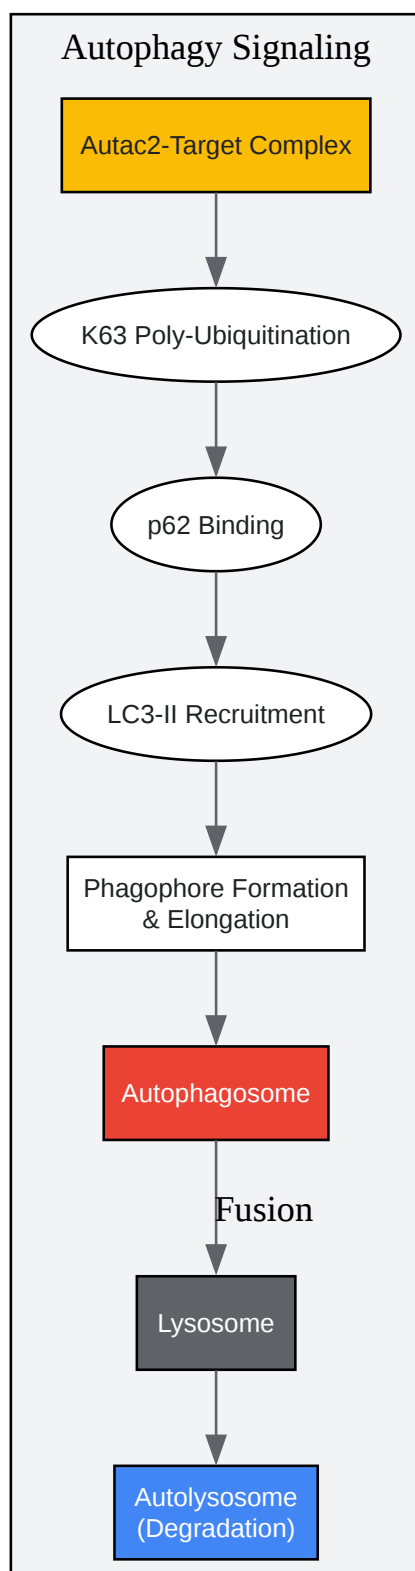 Autophagy Signaling
Autac2-Target Complex
K63 Poly-Ubiquitination
p62 Binding
LC3-II Recruitment
Phagophore Formation
& Elongation
Autophagosome
Fusion
Lysosome
Autolysosome
(Degradation)